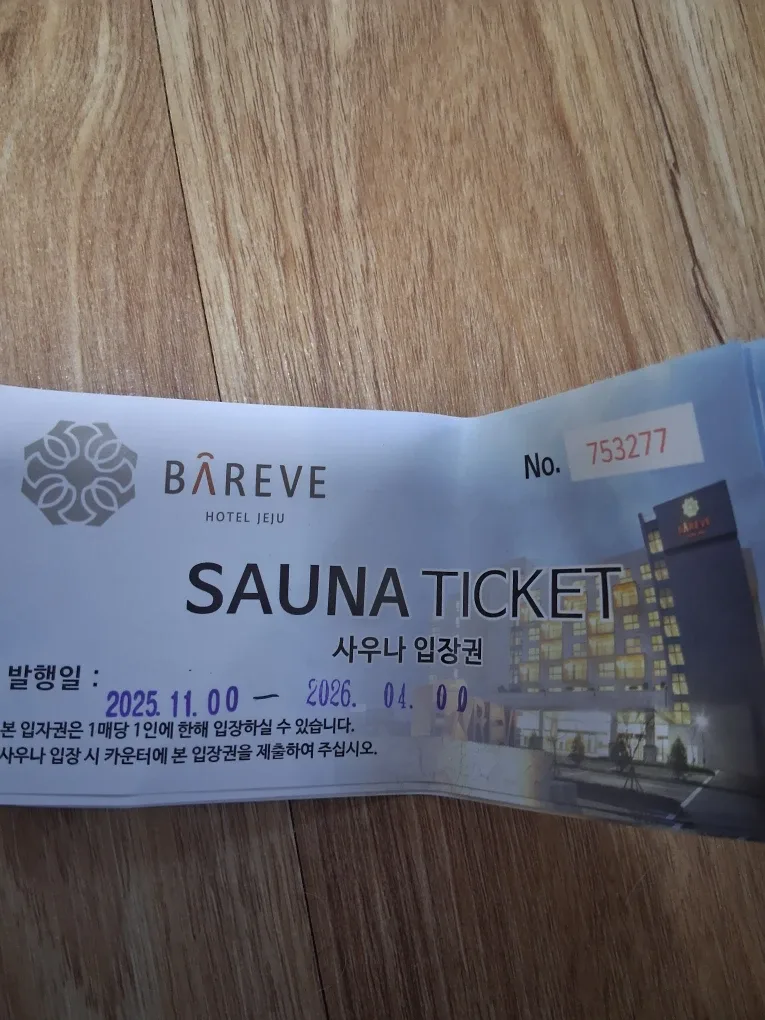 BÂREVE
HOTEL JEJU
No. 753277
BÂREVE
SAUNA TICKET
사우나 입장권
발행일 : 2025. 11. 00 - 2026. 04. 00
본 입자권은 1매당 1인에 한해 입장하실 수 있습니다.
사우나 입장 시 카운터에 본 입장권을 제출하여 주십시오.